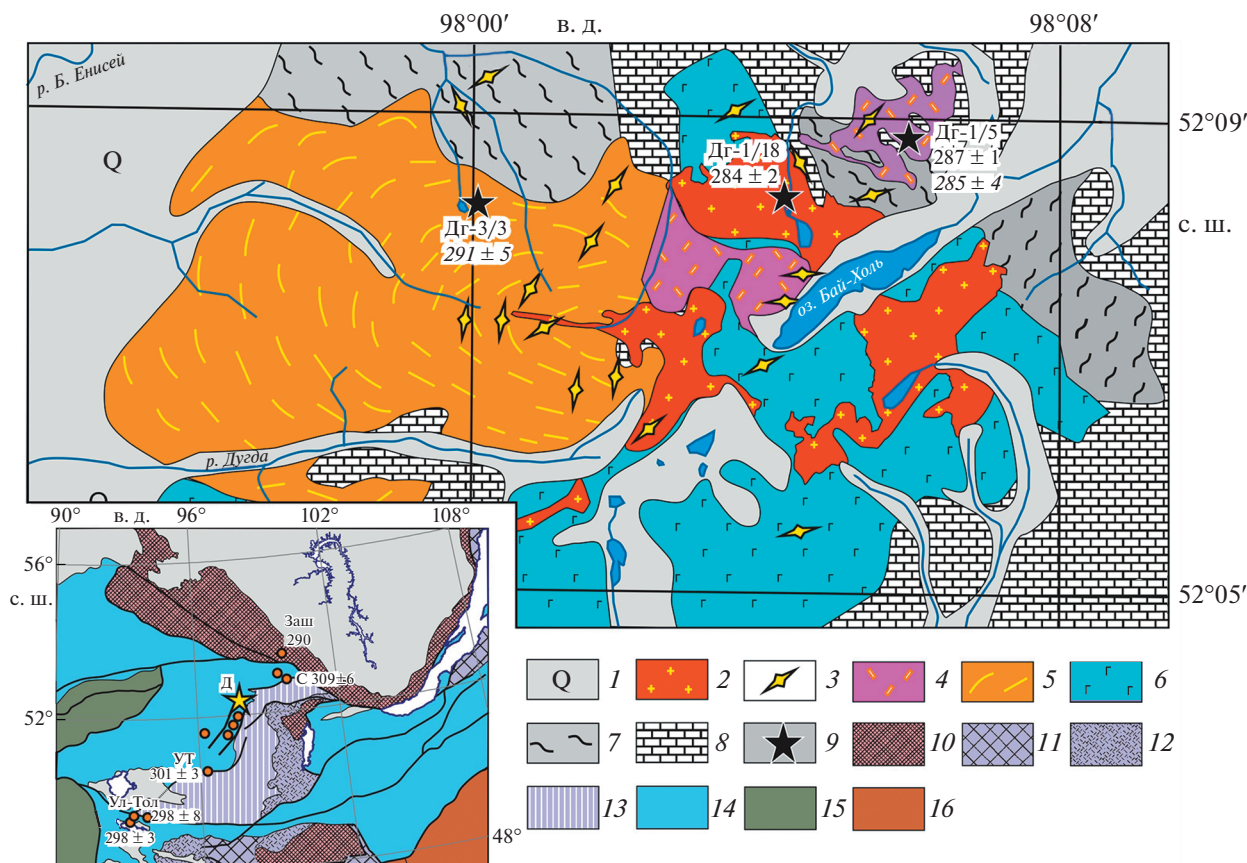 98°00′ в. д. 98°08′
р. Б. Енисей
52°09′
Q
Дг-1/5
287 ± 1
285 ± 4
Дг-1/18
284 ± 2
Дг-3/3
291 ± 5
с. ш.
оз. Бай-Холь
р. Дугда
52°05′
90° в. д. 96° 102° 108°
56°
с. ш.
Заш
290
С 309±6
Д
52°
УТ
301 ± 3
Ул-Тол
298 ± 8
298 ± 3
48°
Q 1 2 3 4 5 6
7 8 9 10 11 12
13 14 15 16